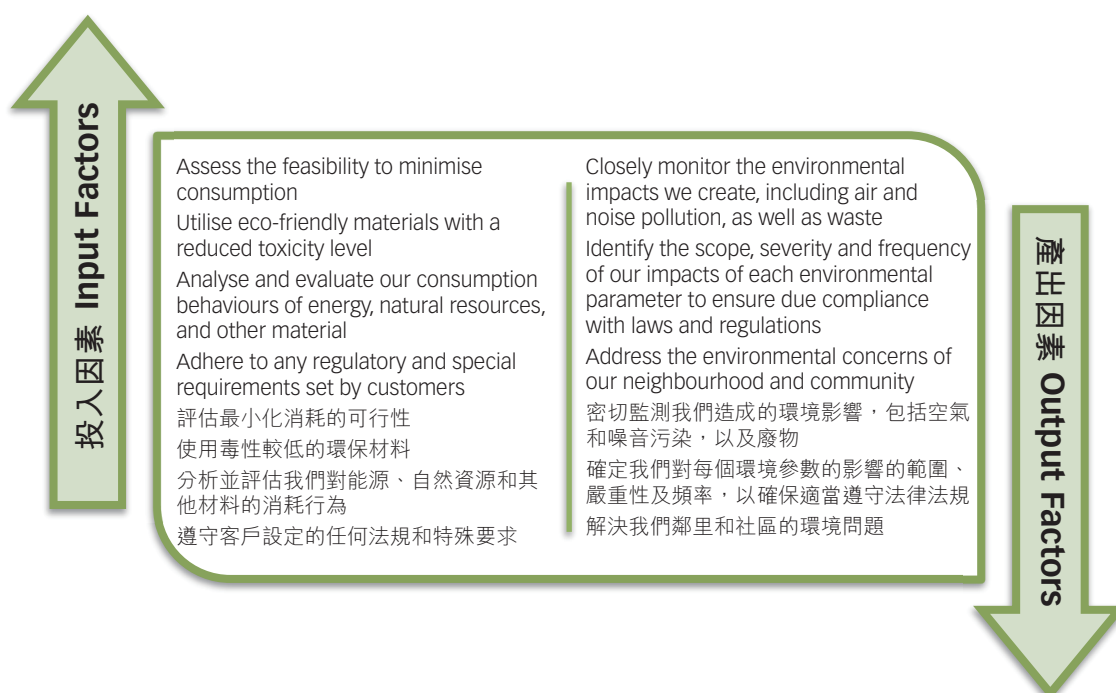 投入因素 Input Factors
Assess the feasibility to minimise
consumption
Utilise eco-friendly materials with a
reduced toxicity level
Analyse and evaluate our consumption
behaviours of energy, natural resources,
and other material
Adhere to any regulatory and special
requirements set by customers
評估最小化消耗的可行性
使用毒性較低的環保材料
分析並評估我們對能源、自然資源和其
他材料的消耗行為
遵守客戶設定的任何法規和特殊要求
Closely monitor the environmental
impacts we create, including air and
noise pollution, as well as waste
Identify the scope, severity and frequency
of our impacts of each environmental
parameter to ensure due compliance
with laws and regulations
Address the environmental concerns of
our neighbourhood and community
密切監測我們造成的環境影響，包括空氣
和噪音污染，以及廢物
確定我們對每個環境參數的影響的範圍、
嚴重性及頻率，以確保適當遵守法律法規
解決我們鄰里和社區的環境問題
產出因素 Output Factors